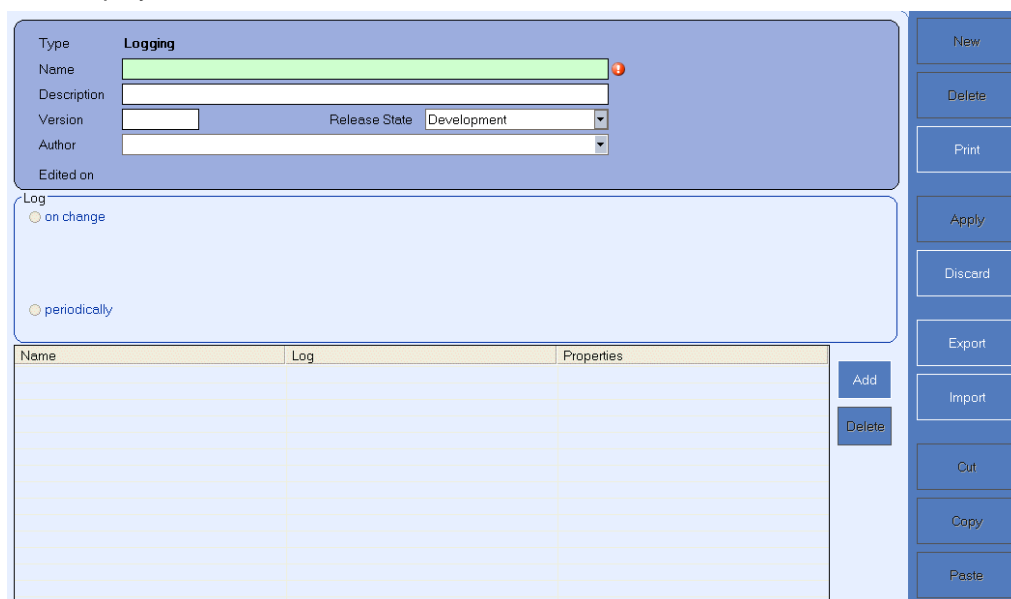 Type Logging
Name
Description
Version Release State Development
Author
Edited on
Log
on change
periodically
Name Log Properties
Add
Delete
New
Delete
Print
Apply
Discard
Export
Import
Cut
Copy
Paste